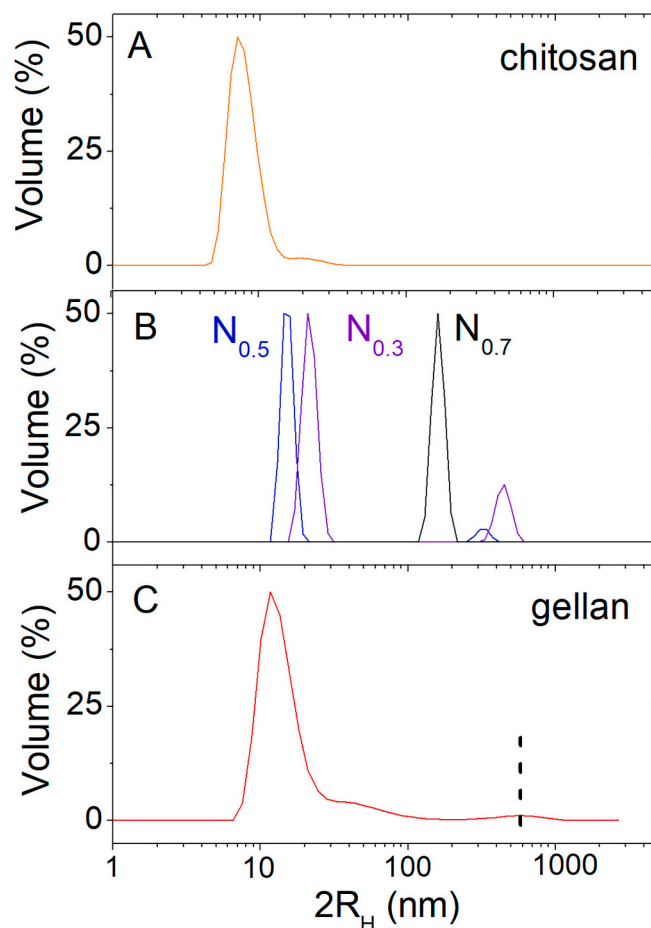 A
chitosan
Volume (%)
50
25
0
B
N0.5
N0.3
N0.7
Volume (%)
50
25
0
C
gellan
Volume (%)
50
25
0
1
10
100
1000
2RH (nm)